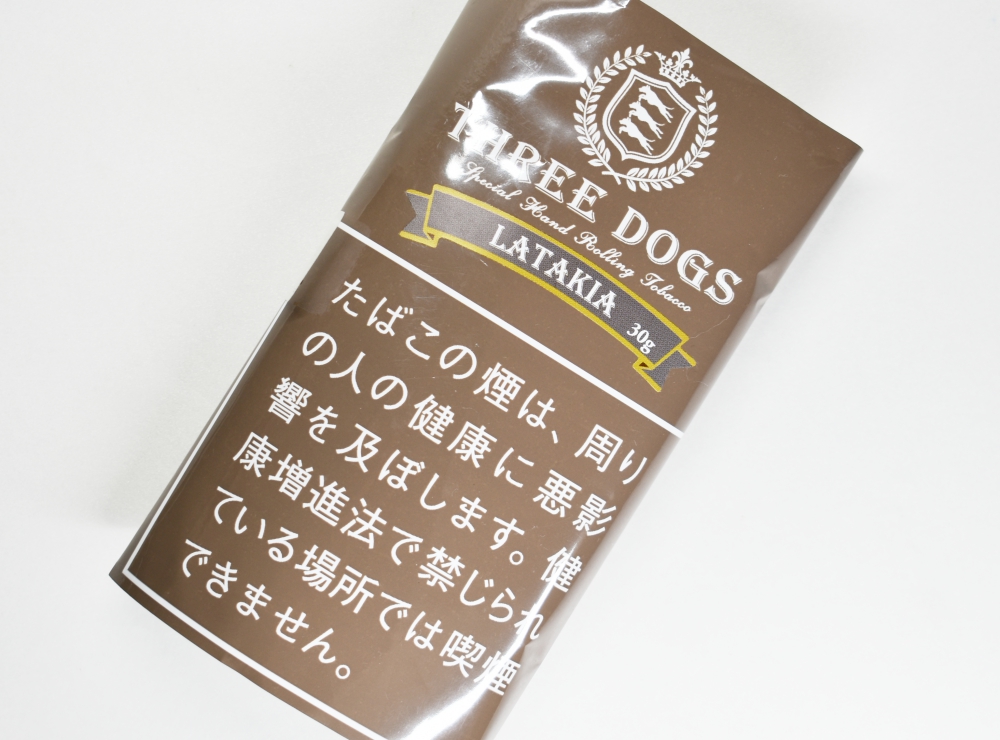 THREE DOGS
Special Hand Rolling Tobacco
LATAKIA
30g
たばこの煙は、周り
の人の健康に悪影
響を及ぼします。健
康増進法で禁じられ
ている場所では喫煙
できません。